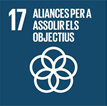 17 ALIANCES PER A
ASSOLIR ELS
OBJECTIUS